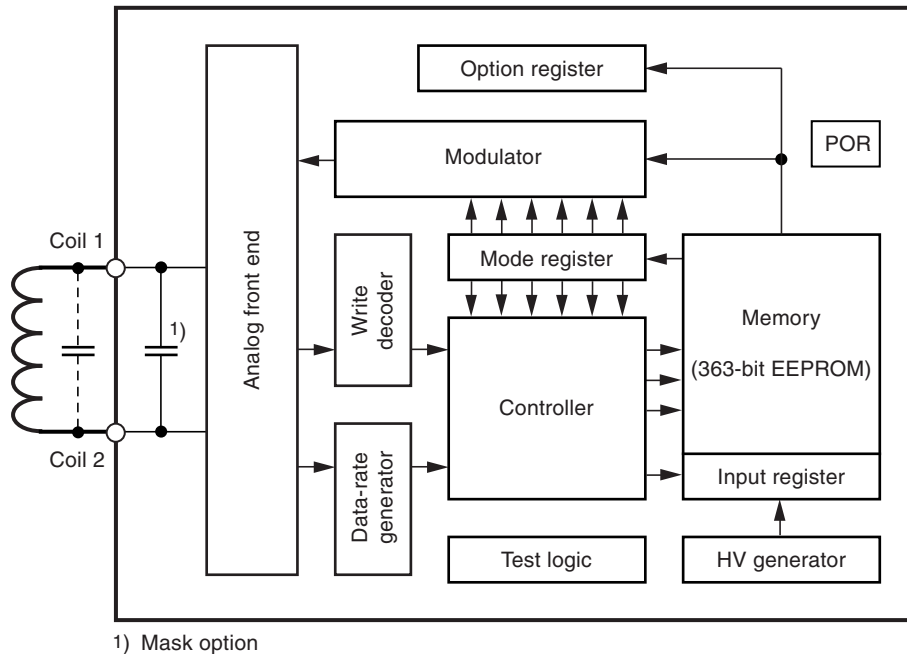 Option register
Modulator
POR
Coil 1
Analog front end
Write
decoder
Mode register
Memory
(363-bit EEPROM)
1)
Controller
Coil 2
Data-rate
generator
Input register
Test logic
HV generator
1) Mask option